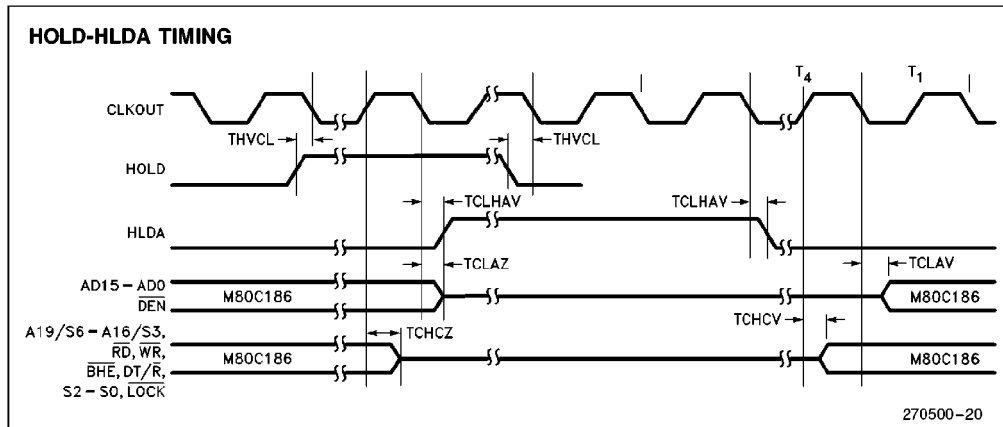 HOLD-HLDA TIMING
T4 T1
CLKOUT
THVCL THVCL
HOLD
TCLHAV TCLHAV
HLDA
TCLAZ TCLAV
AD15–AD0
M80C186 M80C186
DEN
TCHCZ TCHCV
A19/S6–A16/S3,
RD, WR, M80C186 M80C186
BHE, DT/R,
S2–S0, LOCK
270500–20